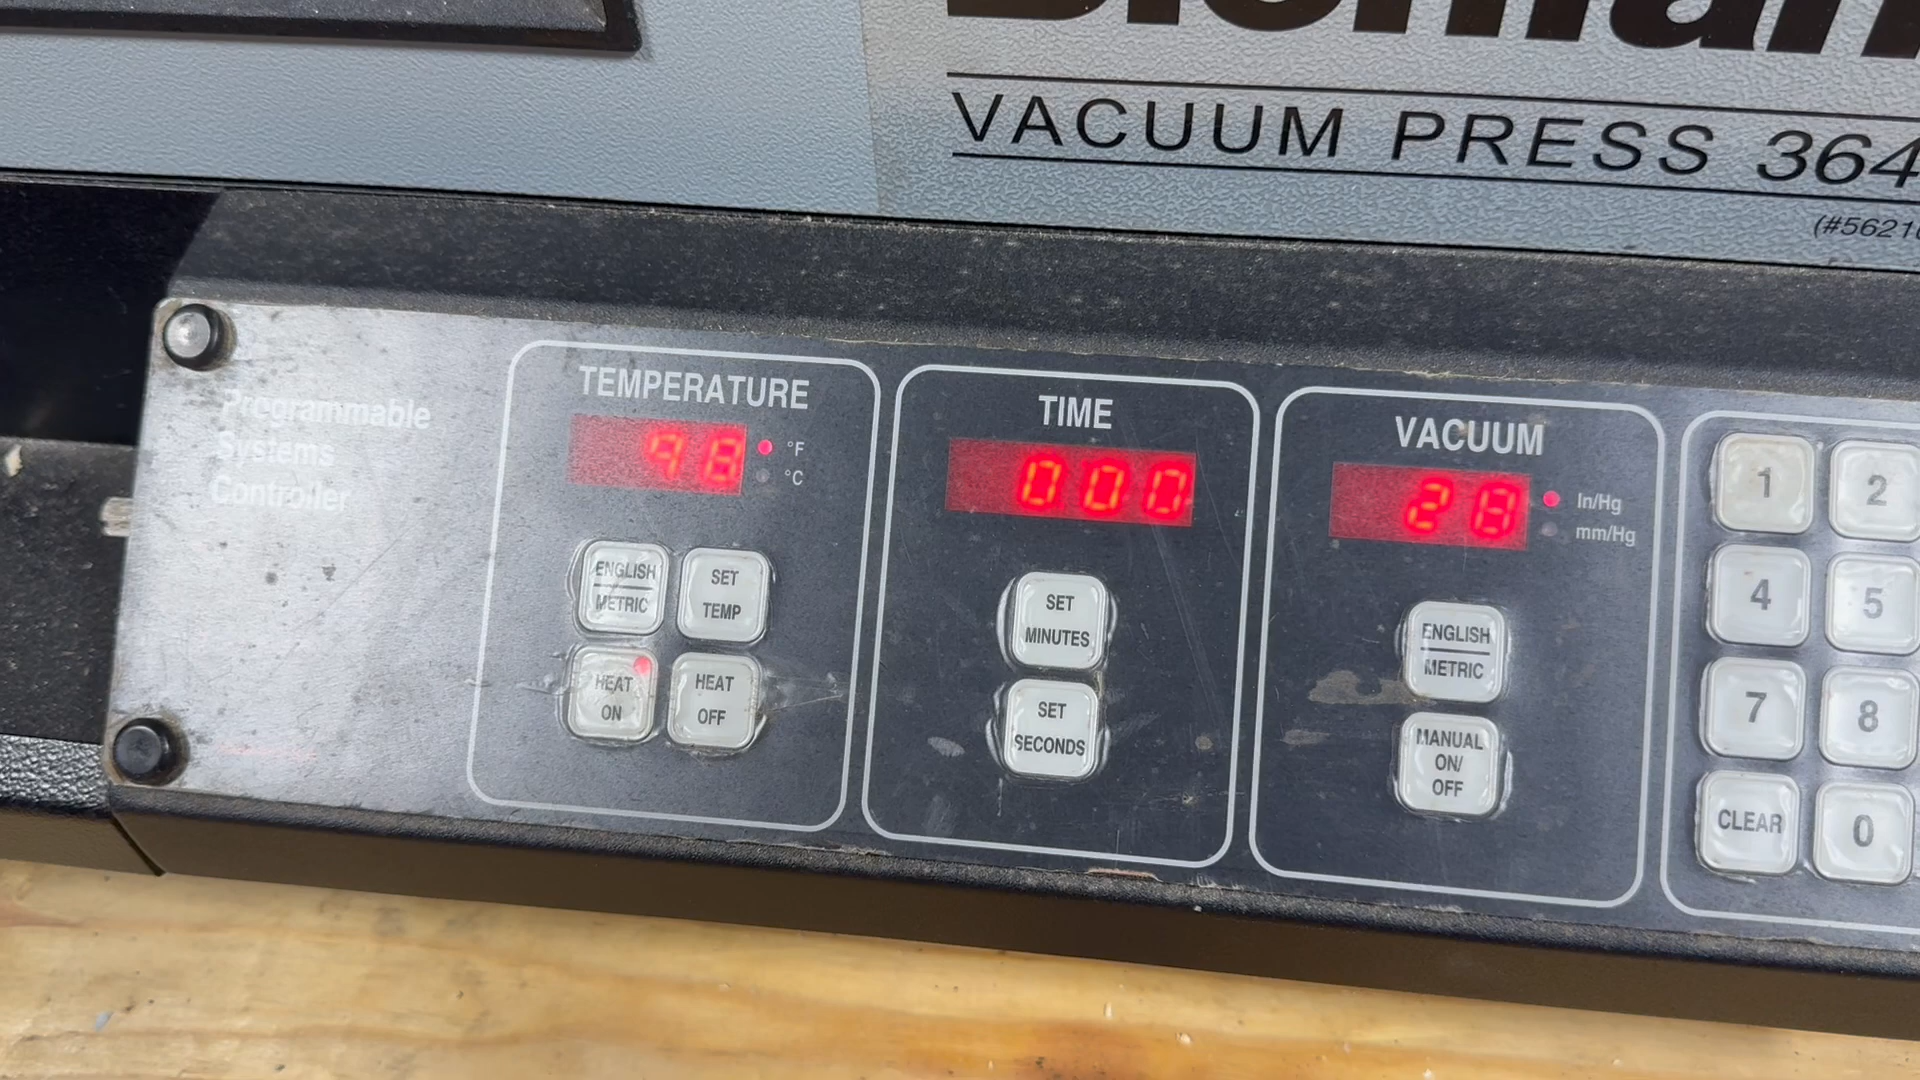 VACUUM PRESS 364
Programmable
Systems
Controller
TEMPERATURE
98
°F
°C
ENGLISH
METRIC
SET
TEMP
HEAT
ON
HEAT
OFF
TIME
000
SET
MINUTES
SET
SECONDS
VACUUM
28
In/Hg
mm/Hg
ENGLISH
METRIC
MANUAL
ON/
OFF
1
2
4
5
7
8
CLEAR
0